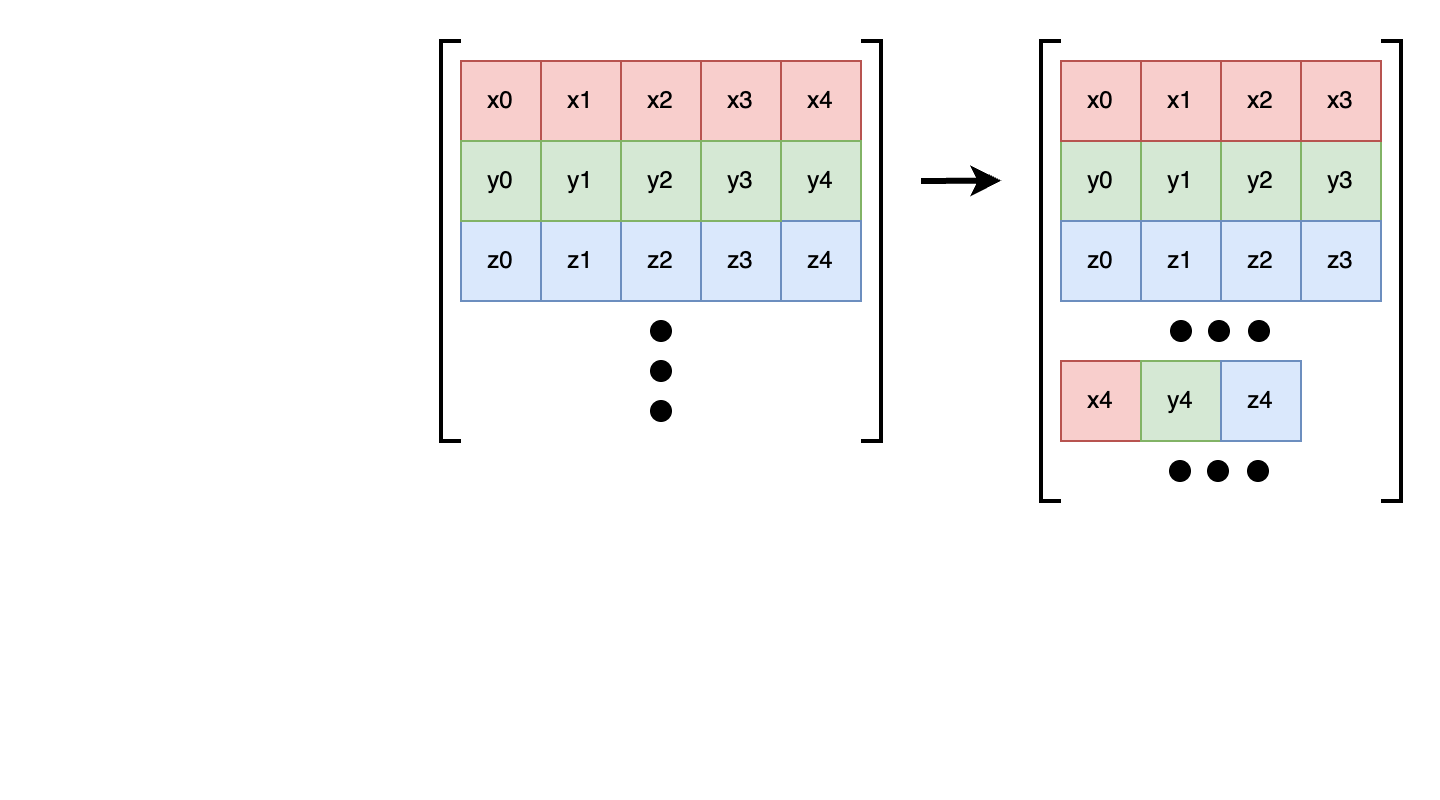 x0 x1 x2 x3 x4
y0 y1 y2 y3 y4
z0 z1 z2 z3 z4
x0 x1 x2 x3
y0 y1 y2 y3
z0 z1 z2 z3
x4 y4 z4